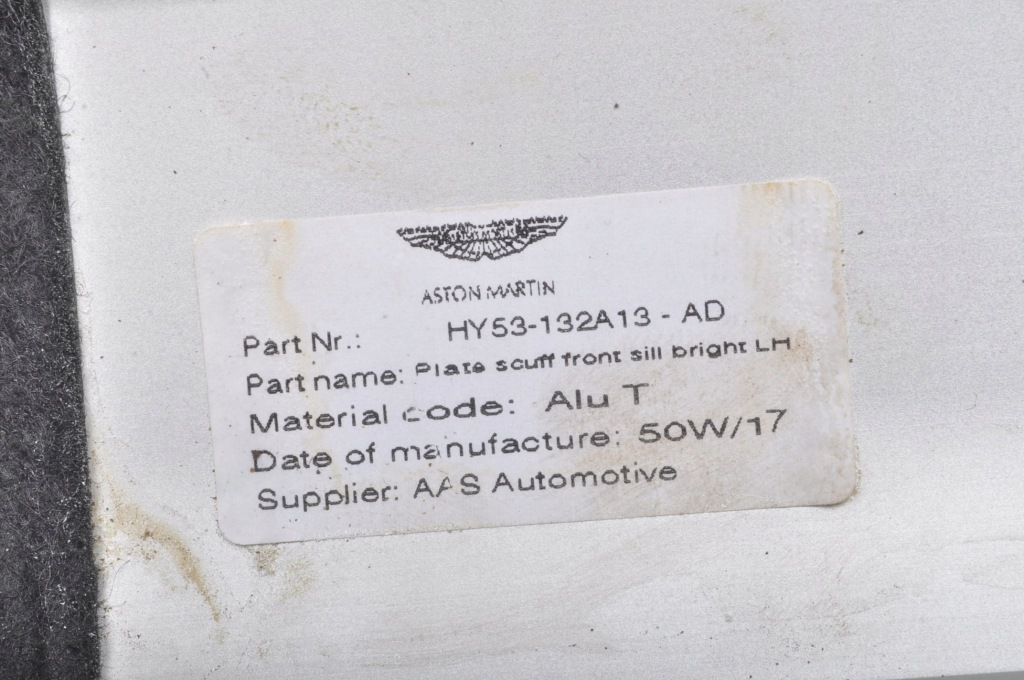 ASTON MARTIN
Part Nr.: HY53-132A13 - AD
Part name: Plate scuff front sill bright LH
Material code: Alu T
Date of manufacture: 50W/17
Supplier: AAS Automotive